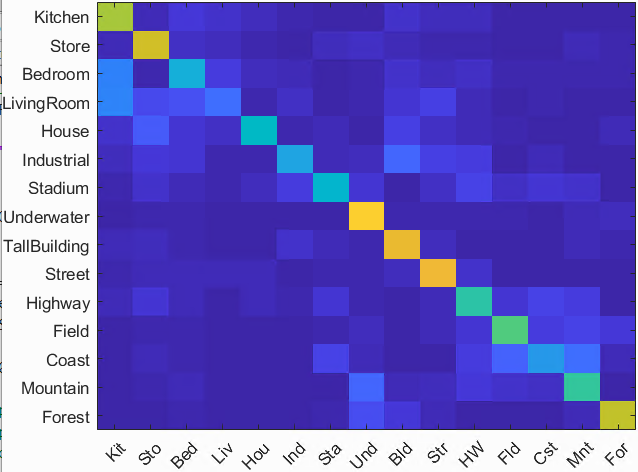 Kitchen
Store
Bedroom
LivingRoom
House
Industrial
Stadium
Underwater
TallBuilding
Street
Highway
Field
Coast
Mountain
Forest
Kit Sto Bed Liv Hou Ind Sta Und Bld Str HW Fld Cst Mnt For